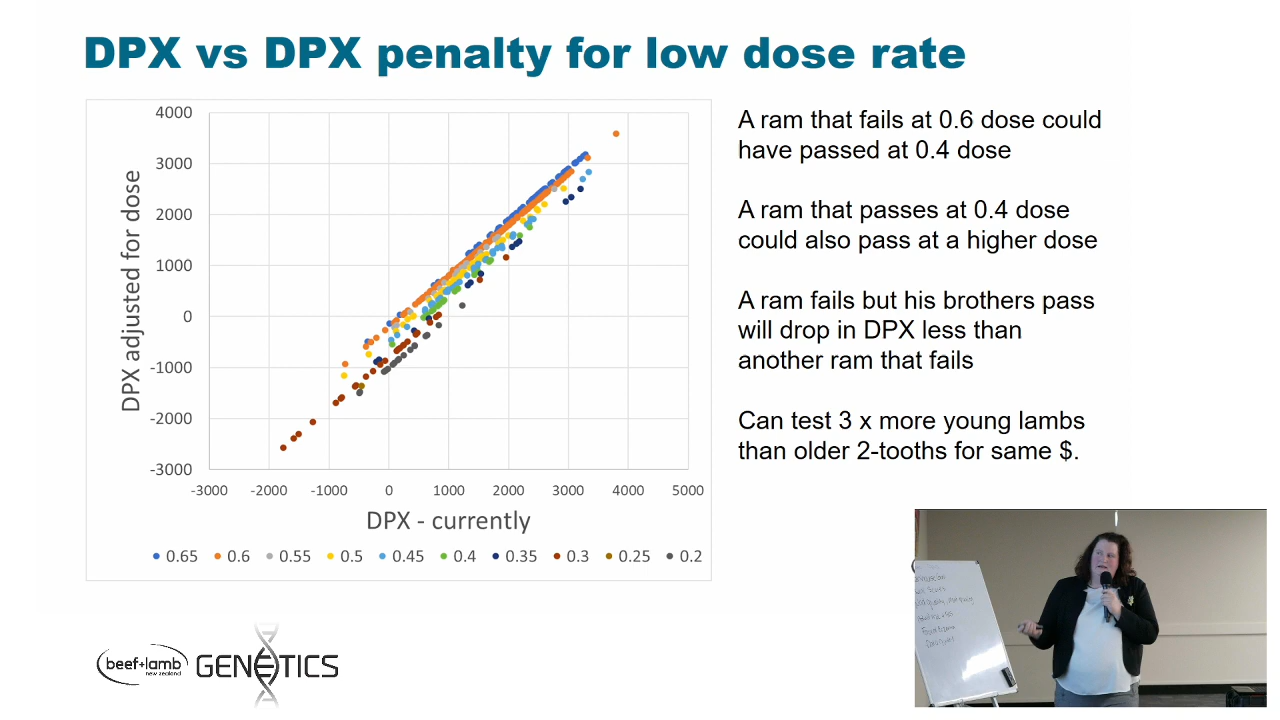 DPX vs DPX penalty for low dose rate
4000
3000
2000
1000
0
-1000
-2000
-3000
DPX adjusted for dose
-3000 -2000 -1000 0 1000 2000 3000 4000 5000
DPX - currently
0.65 0.6 0.55 0.5 0.45 0.4 0.35 0.3 0.25 0.2
A ram that fails at 0.6 dose could
have passed at 0.4 dose
A ram that passes at 0.4 dose
could also pass at a higher dose
A ram fails but his brothers pass
will drop in DPX less than
another ram that fails
Can test 3 x more young lambs
than older 2-tooths for same $.
beef+lamb
new zealand
GENETICS